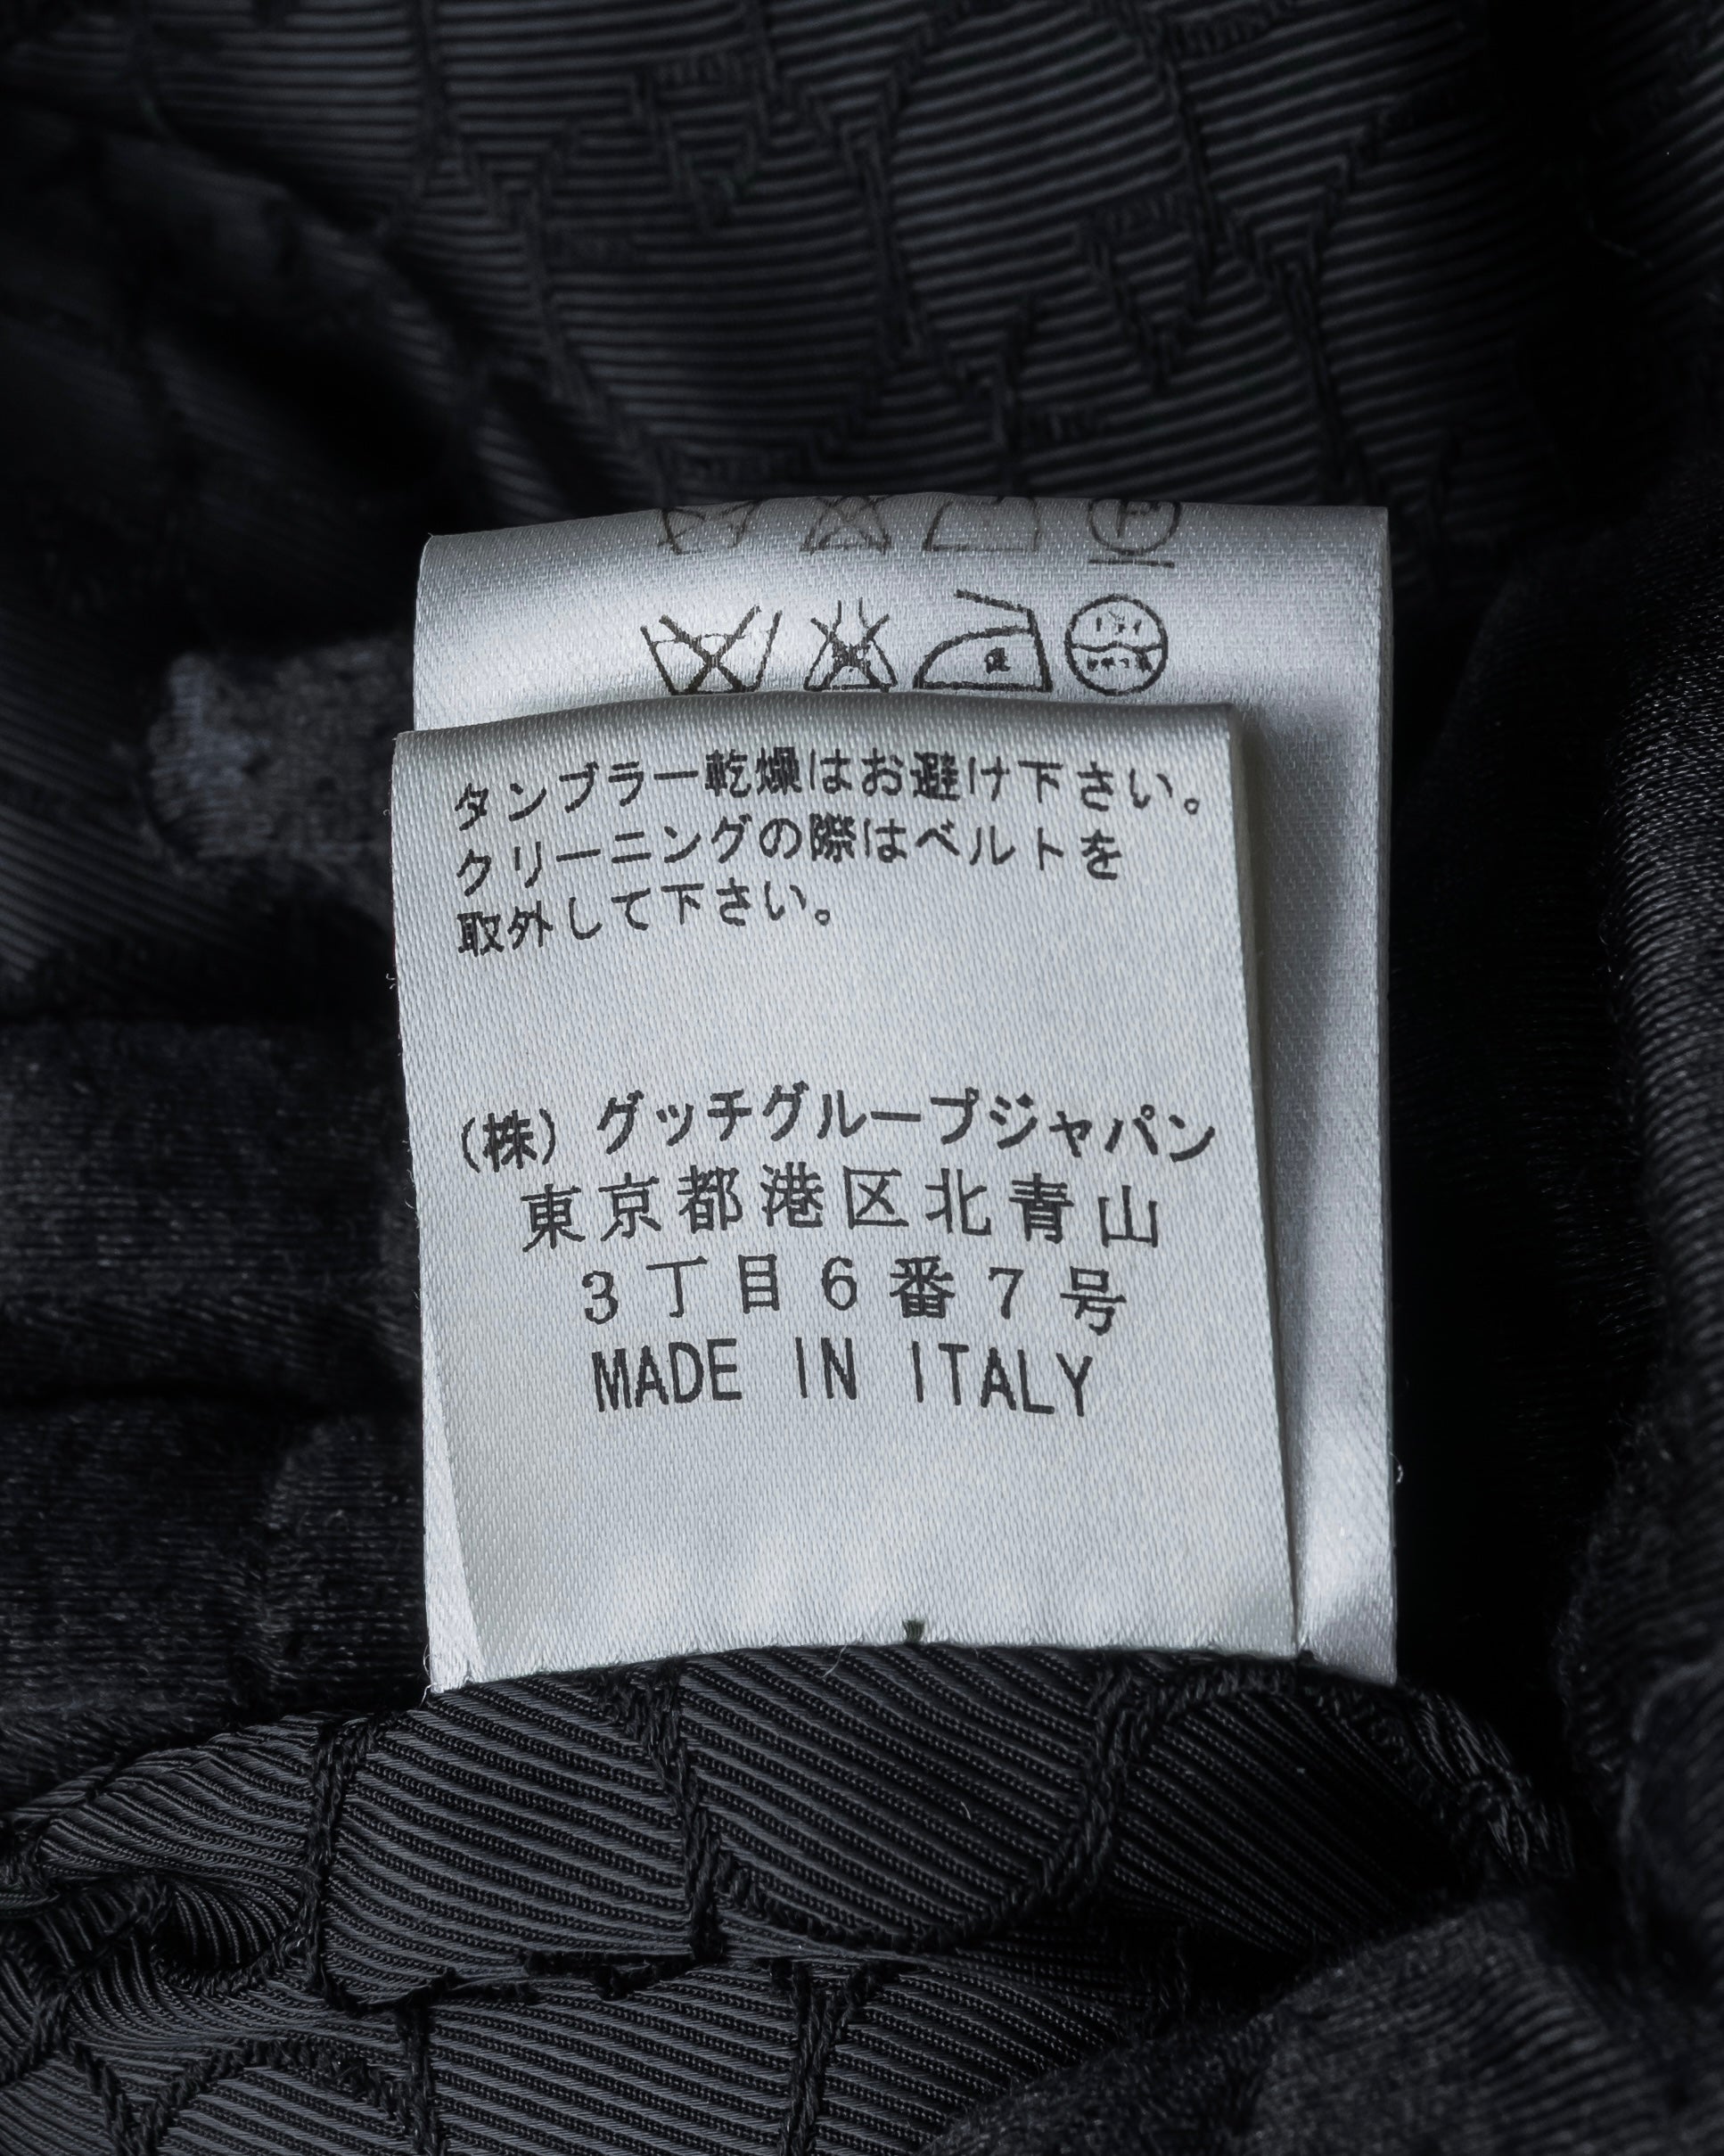 タンブラー乾燥はお避け下さい。
クリーニングの際はベルトを
取外して下さい。
(株) グッチグループジャパン
東京都港区北青山
3丁目6番7号
MADE IN ITALY